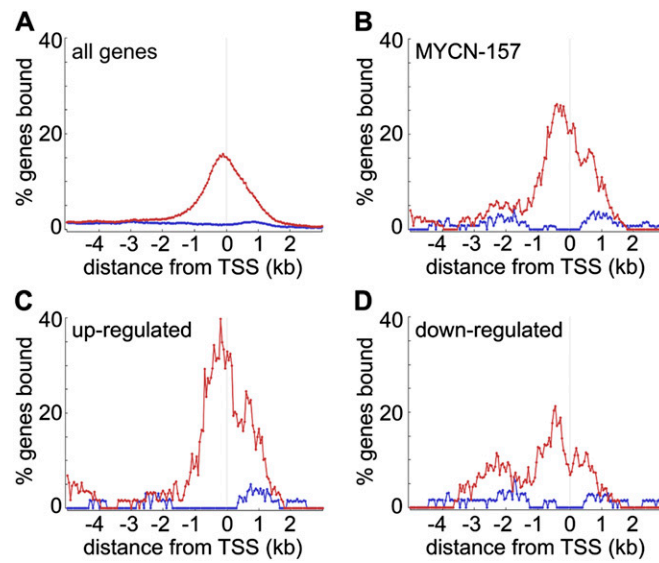 A
all genes
40
20
0
% genes bound
-4 -3 -2 -1 0 1 2
distance from TSS (kb)
B
MYCN-157
40
20
0
% genes bound
-4 -3 -2 -1 0 1 2
distance from TSS (kb)
C
up-regulated
40
20
0
% genes bound
-4 -3 -2 -1 0 1 2
distance from TSS (kb)
D
down-regulated
40
20
0
% genes bound
-4 -3 -2 -1 0 1 2
distance from TSS (kb)